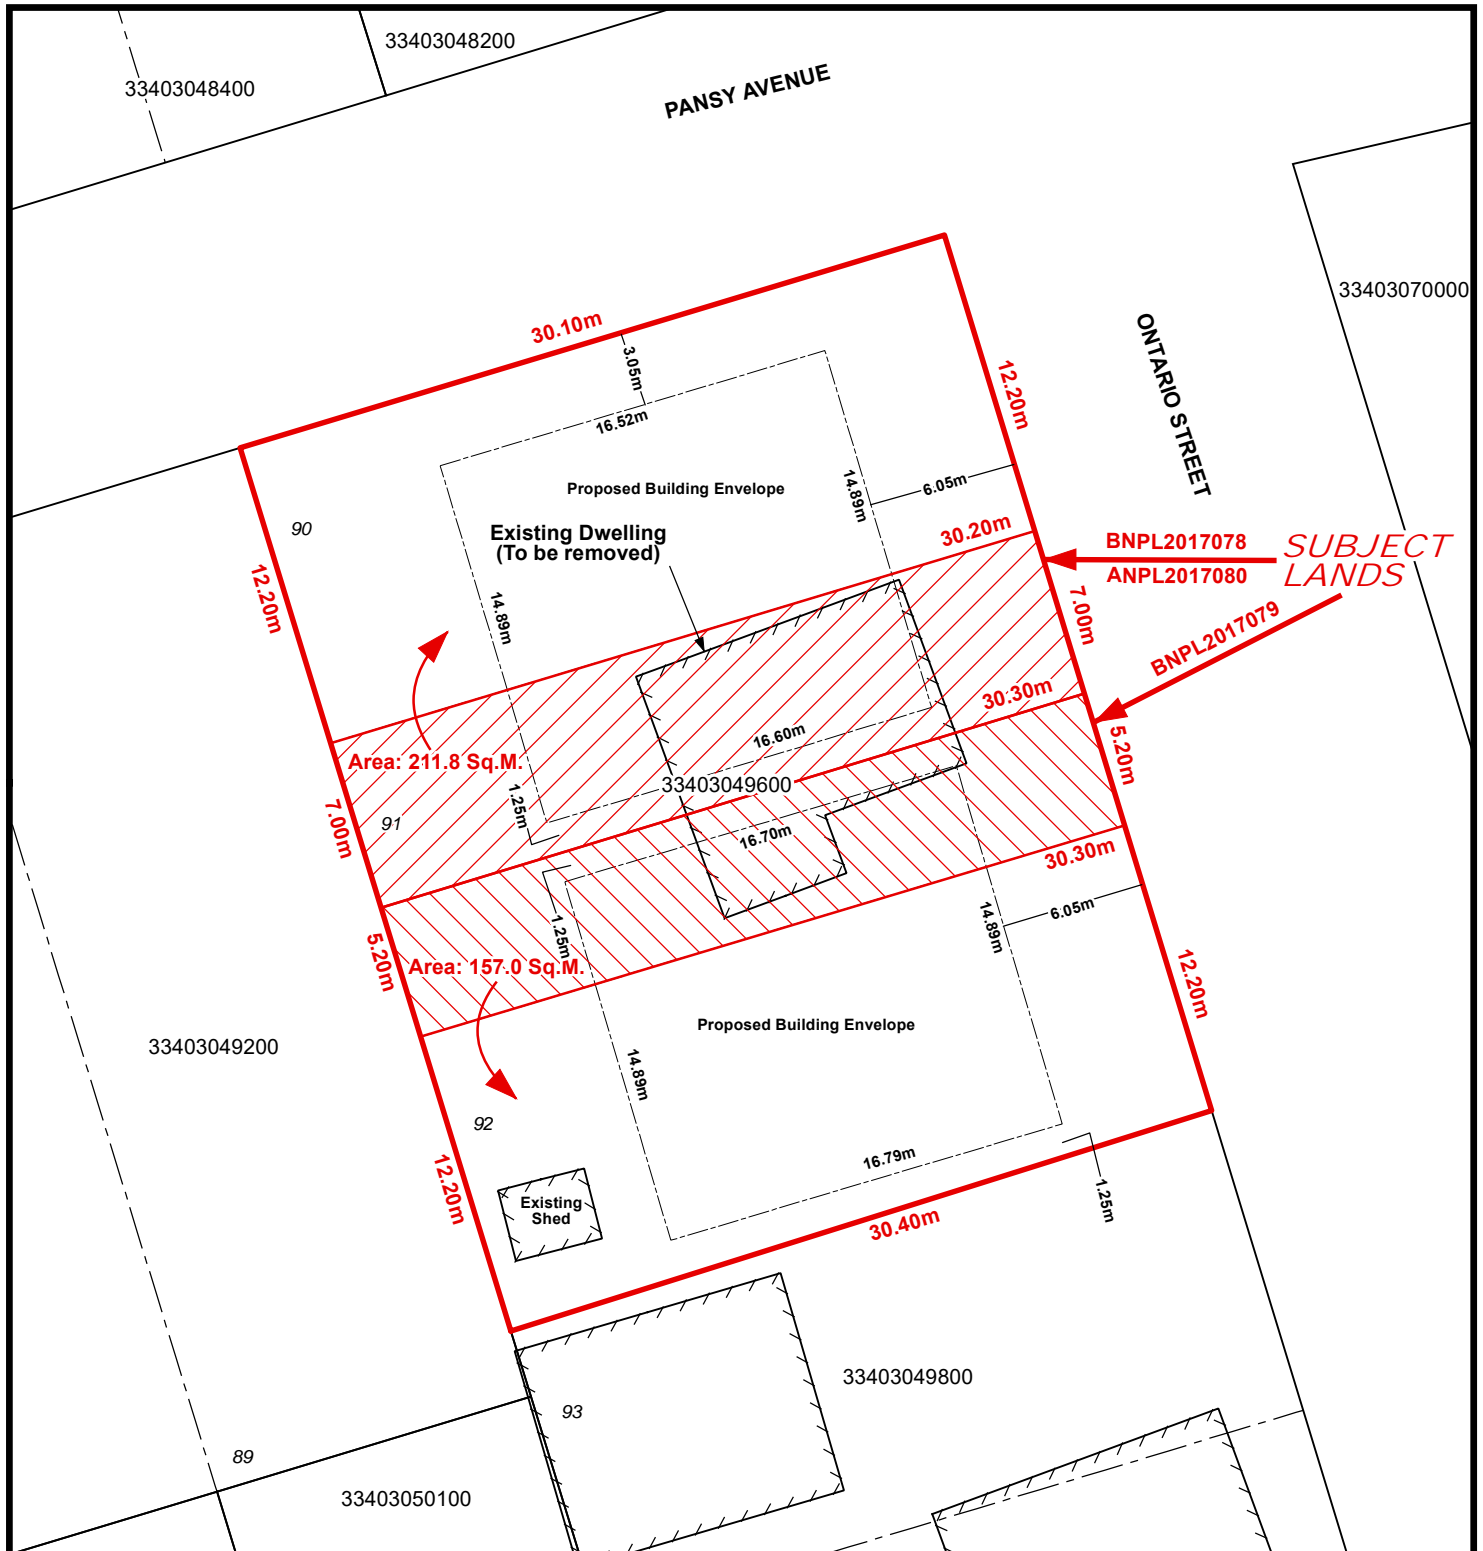 33403048200
33403048400
PANSY AVENUE
33403070000
30.10m
3.05m
ONTARIO STREET
12.20m
16.52m
Proposed Building Envelope
14.89m
6.05m
90
Existing Dwelling
(To be removed)
30.20m
BNPL2017078
ANPL2017080
SUBJECT
LANDS
12.20m
14.89m
7.00m
BNPL2017079
30.30m
16.60m
5.20m
Area: 211.8 Sq.M.
33403049600
1.25m
7.00m
91
16.70m
30.30m
1.25m
14.89m
6.05m
5.20m
Area: 157.0 Sq.M.
12.20m
Proposed Building Envelope
33403049200
14.89m
92
16.79m
12.20m
1.25m
Existing
Shed
30.40m
33403049800
93
89
33403050100